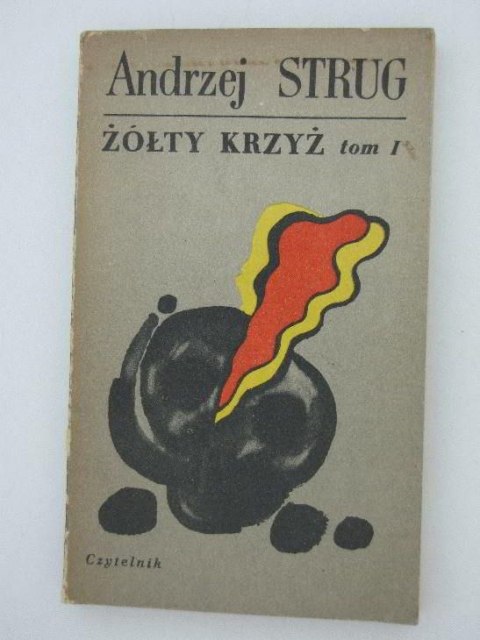 Andrzej STRUG
ŻÓŁTY KRZYŻ tom I
Czytelnik